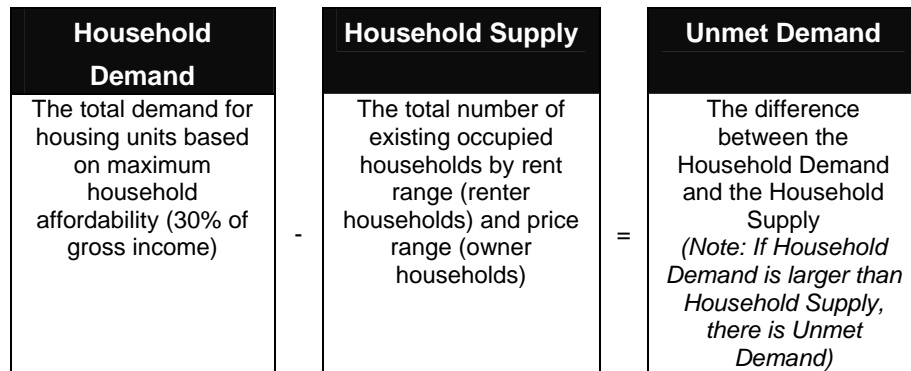 Household
Demand
The total demand for
housing units based
on maximum
household
affordability (30% of
gross income)
-
Household Supply
The total number of
existing occupied
households by rent
range (renter
households) and price
range (owner
households)
=
Unmet Demand
The difference
between the
Household Demand
and the Household
Supply
(Note: If Household
Demand is larger than
Household Supply,
there is Unmet
Demand)